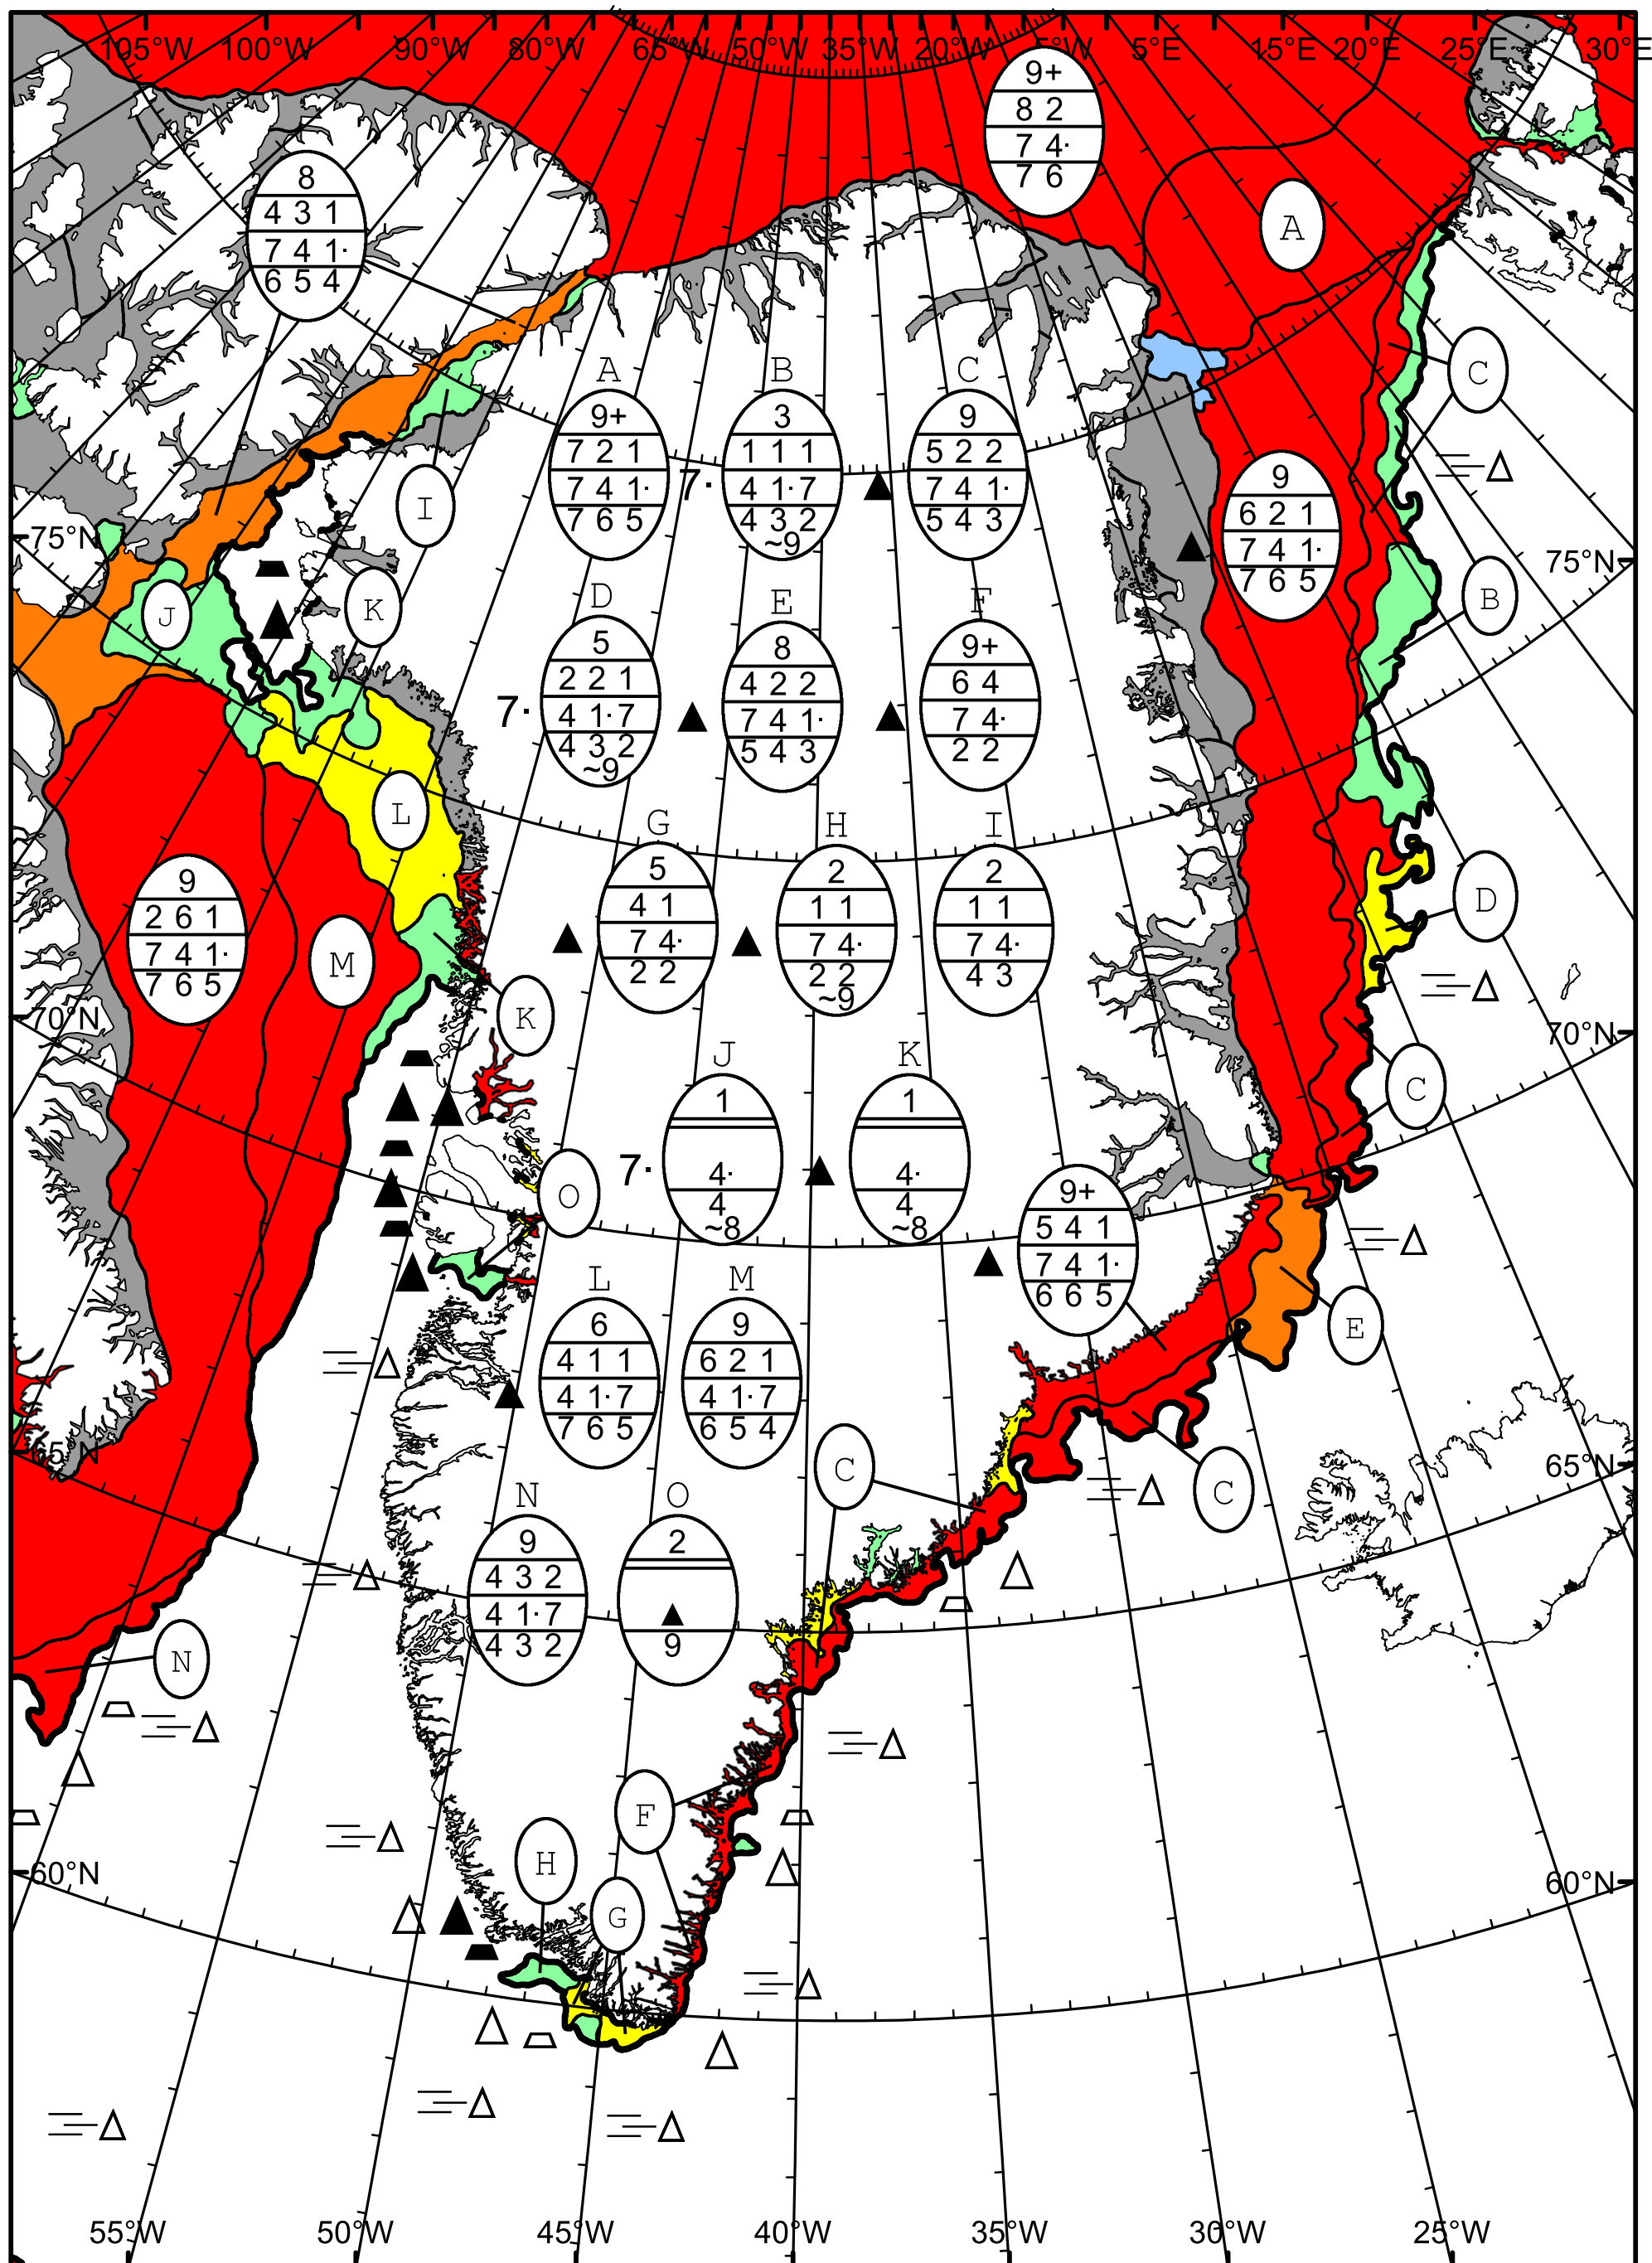 105°W 100°W 90°W 80°W 65°W 50°W 35°W 20°W 5°W 5°E 15°E 20°E 25°E 30°E
9+
8 2
7 4·
7 6
8
4 3 1
7 4 1·
6 5 4
A
C
I
A
9+
7 2 1
7 4 1·
7 6 5
B
7·
3
1 1 1
4 1·7
4 3 2
~9
C
9
5 2 2
7 4 1·
5 4 3
9
6 2 1
7 4 1·
7 6 5
75°N
75°N
J
K
B
D
7·
5
2 2 1
4 1·7
4 3 2
~9
E
8
4 2 2
7 4 1·
5 4 3
F
9+
6 4
7 4·
2 2
L
D
G
5
4 1
7 4·
2 2
H
2
1 1
7 4·
2 2
~9
I
2
1 1
7 4·
4 3
9
2 6 1
7 4 1·
7 6 5
M
K
70°N
70°N
J
7·
1
4·
4
~8
K
1
4·
4
~8
C
O
9+
5 4 1
7 4 1·
6 6 5
E
L
6
4 1 1
4 1·7
7 6 5
M
9
6 2 1
4 1·7
6 5 4
65°N
65°N
C
C
N
9
4 3 2
4 1·7
4 3 2
O
2
9
N
F
H
G
60°N
60°N
55°W 50°W 45°W 40°W 35°W 30°W 25°W